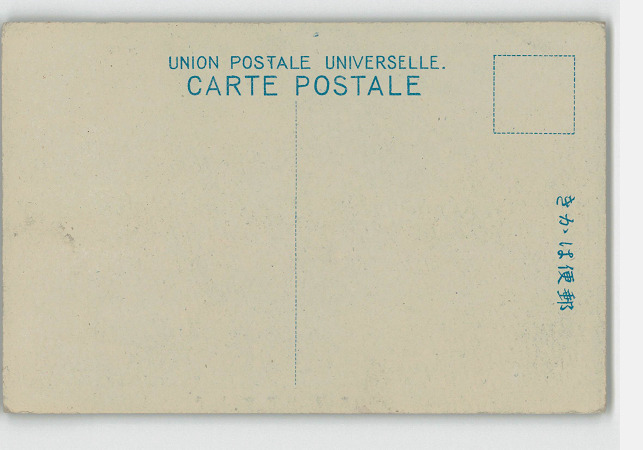 UNION POSTALE UNIVERSELLE.
CARTE POSTALE
きかは便郵